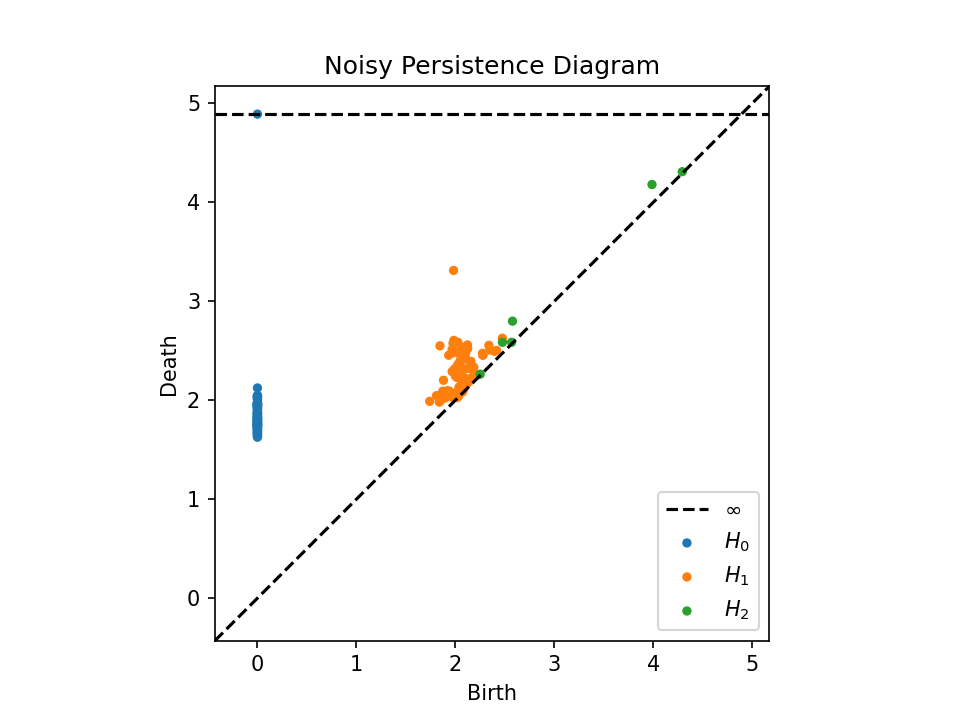 Noisy Persistence Diagram
5
4
3
2
1
0
Death
0 1 2 3 4 5
Birth
∞
H₀
H₁
H₂